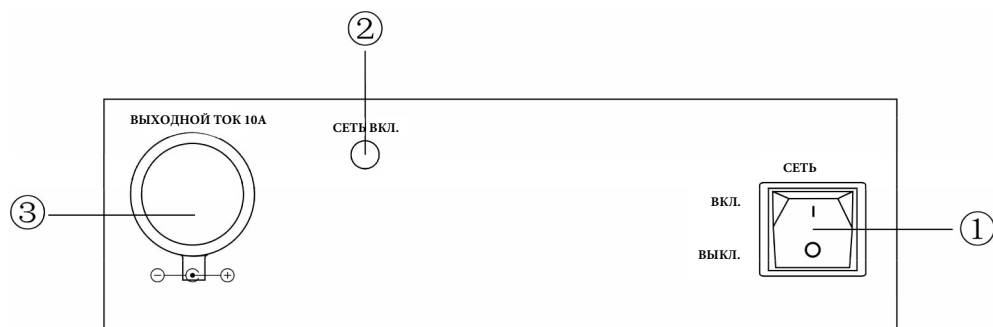 ②
ВЫХОДНОЙ ТОК 10А
СЕТЬ ВКЛ.
СЕТЬ
ВКЛ.
I
①
③
ВЫКЛ.
O
− +